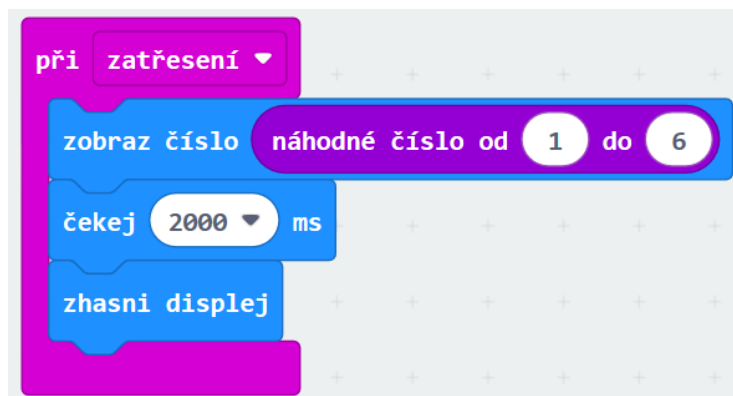 při zatřesení
zobraz číslo náhodné číslo od 1 do 6
čekej 2000 ms
zhasni displej